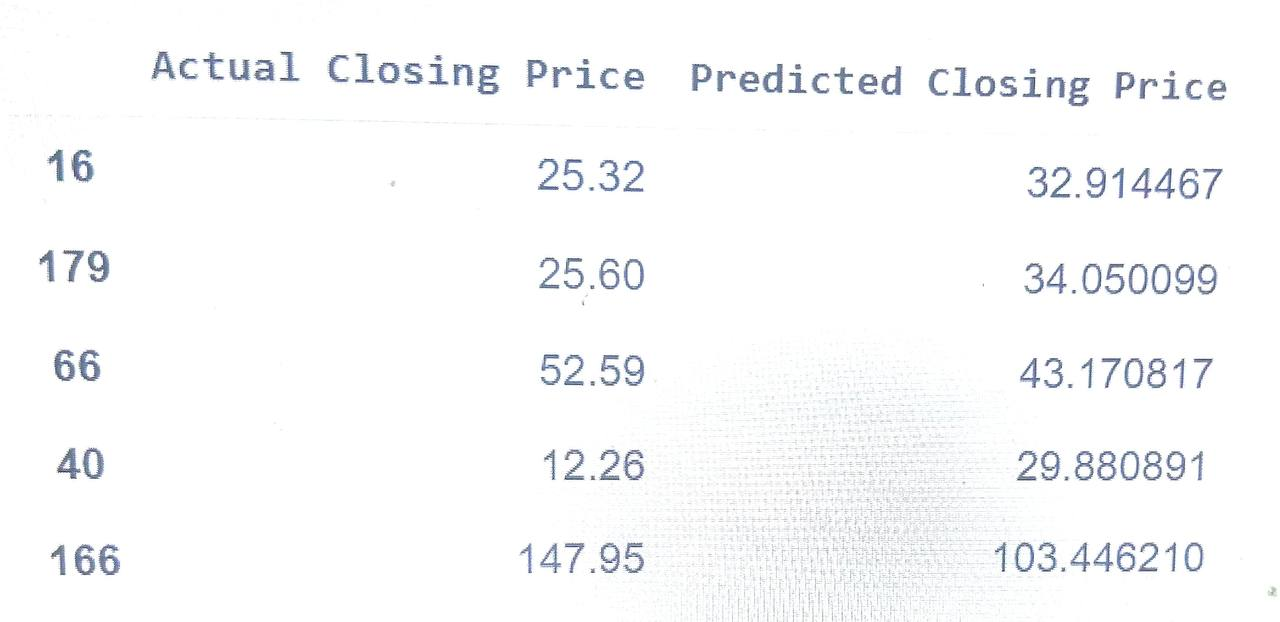 Actual Closing Price Predicted Closing Price
16 25.32 32.914467
179 25.60 34.050099
66 52.59 43.170817
40 12.26 29.880891
166 147.95 103.446210